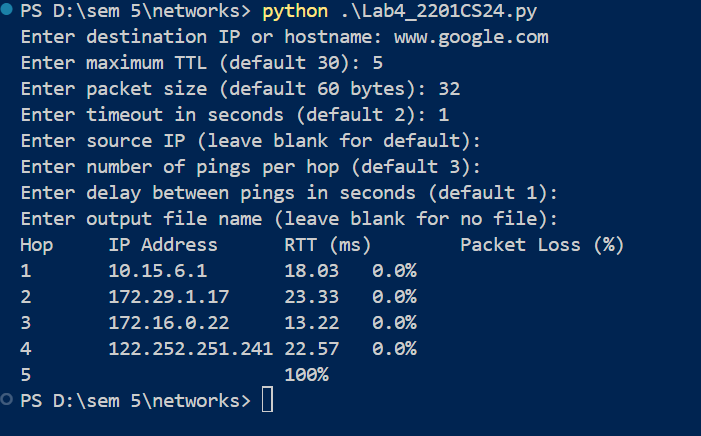 PS D:\sem 5\networks> python .\Lab4_2201CS24.py
Enter destination IP or hostname: www.google.com
Enter maximum TTL (default 30): 5
Enter packet size (default 60 bytes): 32
Enter timeout in seconds (default 2): 1
Enter source IP (leave blank for default):
Enter number of pings per hop (default 3):
Enter delay between pings in seconds (default 1):
Enter output file name (leave blank for no file):
Hop IP Address RTT (ms) Packet Loss (%)
1 10.15.6.1 18.03 0.0%
2 172.29.1.17 23.33 0.0%
3 172.16.0.22 13.22 0.0%
4 122.252.251.241 22.57 0.0%
5 100%
PS D:\sem 5\networks>